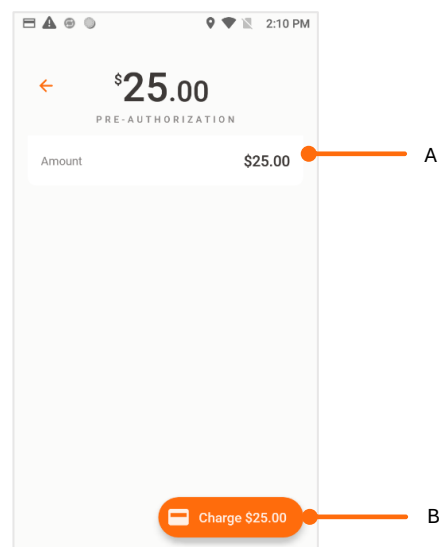 2:10 PM
$25.00
PRE-AUTHORIZATION
Amount $25.00
A
Charge $25.00
B